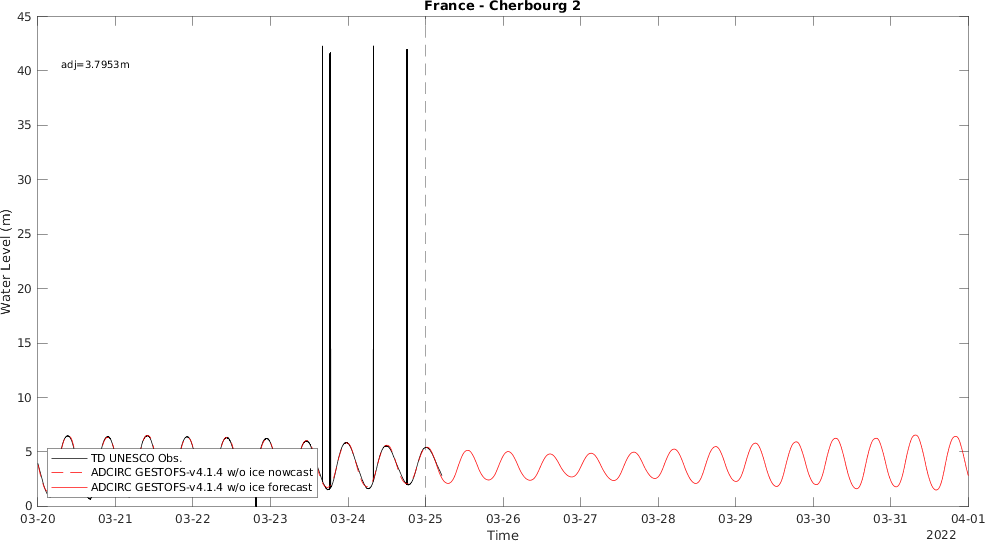 France - Cherbourg 2
45
adj=3.7953m
40
35
30
25
20
15
10
5
0
Water Level (m)
TD UNESCO Obs.
ADCIRC GESTOFS-v4.1.4 w/o ice nowcast
ADCIRC GESTOFS-v4.1.4 w/o ice forecast
03-20 03-21 03-22 03-23 03-24 03-25 03-26 03-27 03-28 03-29 03-30 03-31 04-01
Time
2022